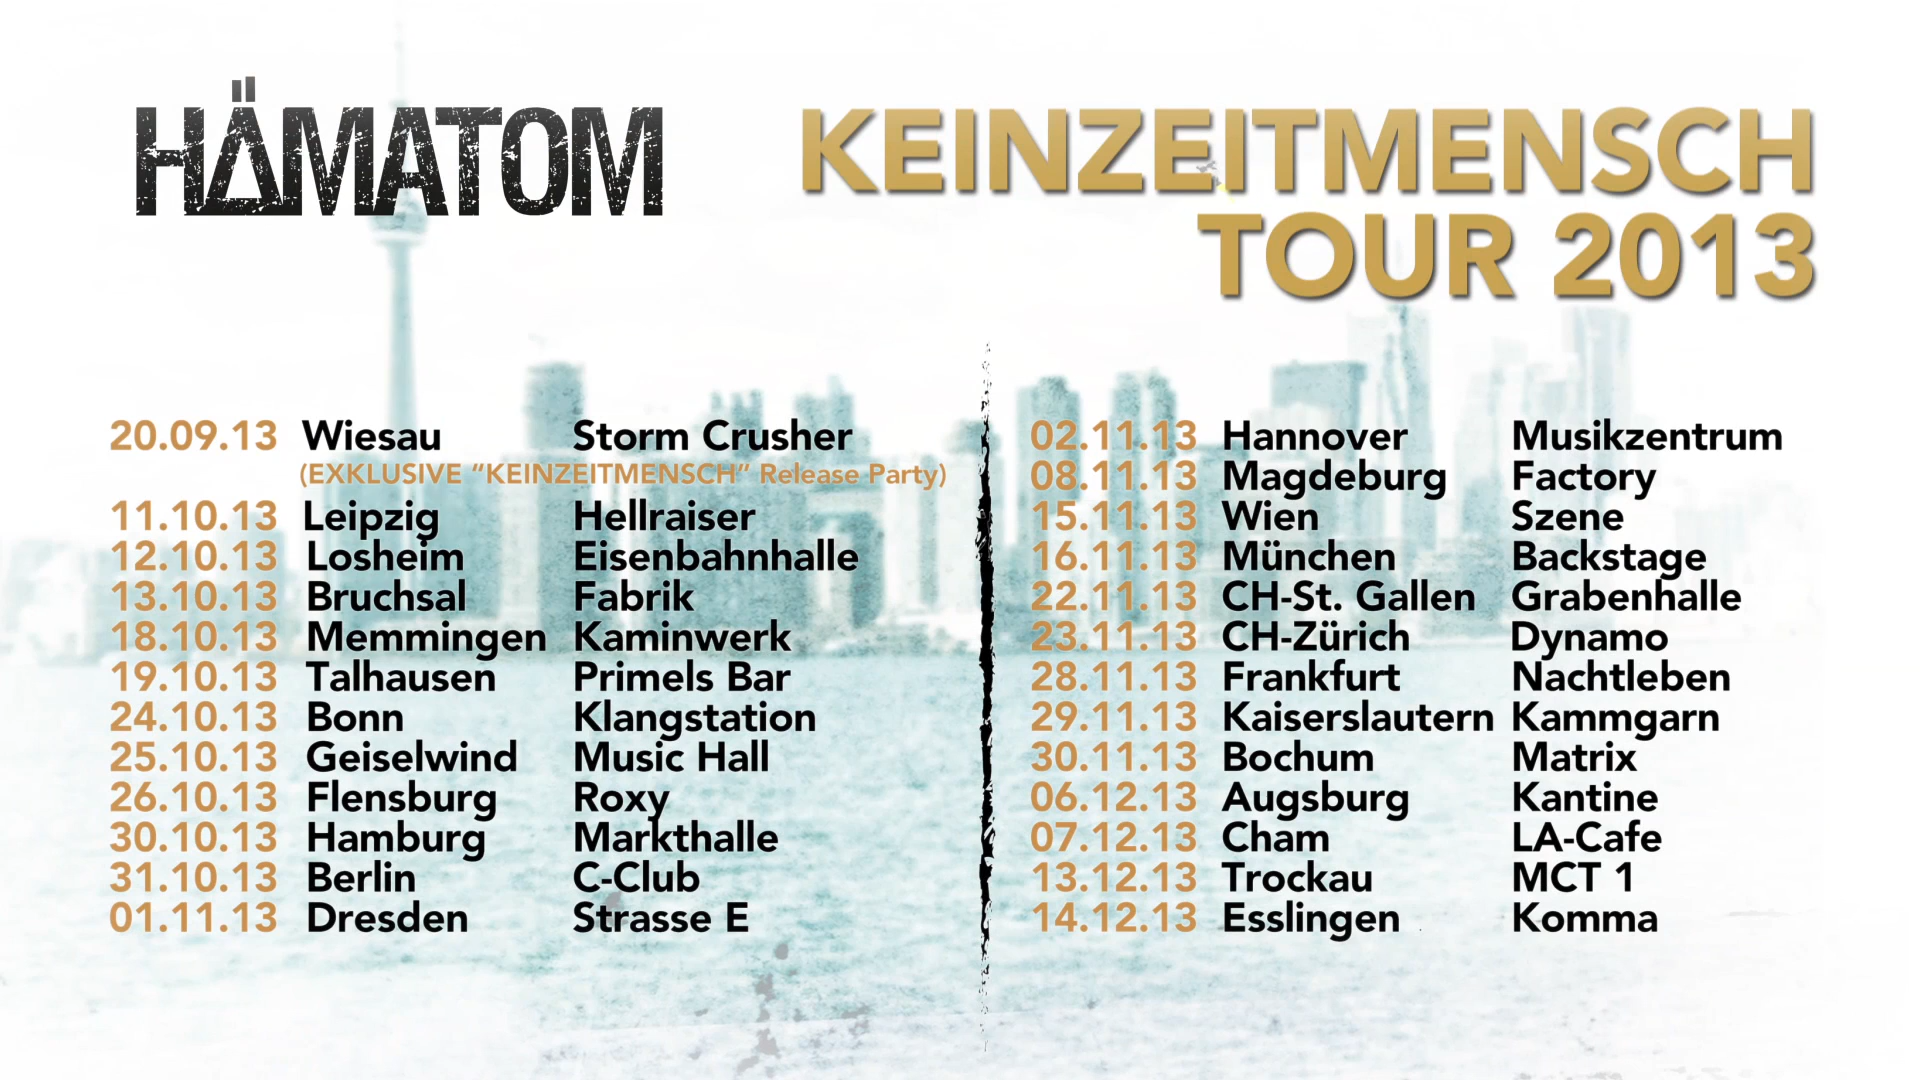 HÄMATOM
KEINZEITMENSCH
TOUR 2013
20.09.13 Wiesau Storm Crusher
(EXKLUSIVE “KEINZEITMENSCH” Release Party)
11.10.13 Leipzig Hellraiser
12.10.13 Losheim Eisenbahnhalle
13.10.13 Bruchsal Fabrik
18.10.13 Memmingen Kaminwerk
19.10.13 Talhausen Primels Bar
24.10.13 Bonn Klangstation
25.10.13 Geiselwind Music Hall
26.10.13 Flensburg Roxy
30.10.13 Hamburg Markthalle
31.10.13 Berlin C-Club
01.11.13 Dresden Strasse E
02.11.13 Hannover Musikzentrum
08.11.13 Magdeburg Factory
15.11.13 Wien Szene
16.11.13 München Backstage
22.11.13 CH-St. Gallen Grabenhalle
23.11.13 CH-Zürich Dynamo
28.11.13 Frankfurt Nachtleben
29.11.13 Kaiserslautern Kammgarn
30.11.13 Bochum Matrix
06.12.13 Augsburg Kantine
07.12.13 Cham LA-Cafe
13.12.13 Trockau MCT 1
14.12.13 Esslingen Komma